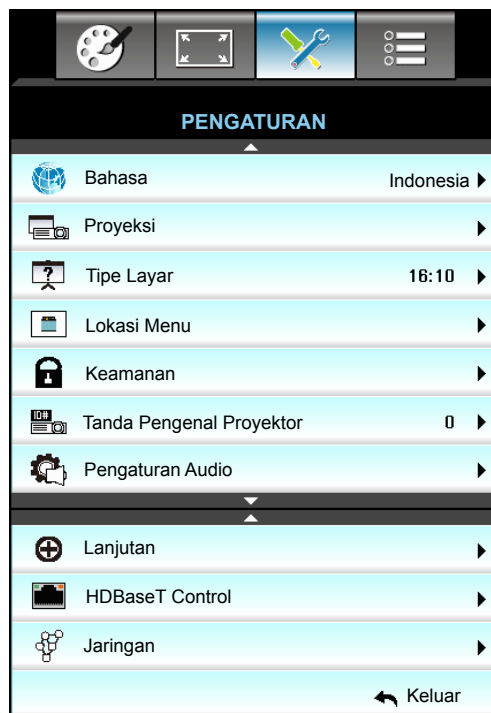 PENGATURAN
Bahasa Indonesia
Proyeksi
?
Tipe Layar 16:10
Lokasi Menu
Keamanan
ID#
Tanda Pengenal Proyektor 0
Pengaturan Audio
Lanjutan
HDBaseT Control
Jaringan
Keluar